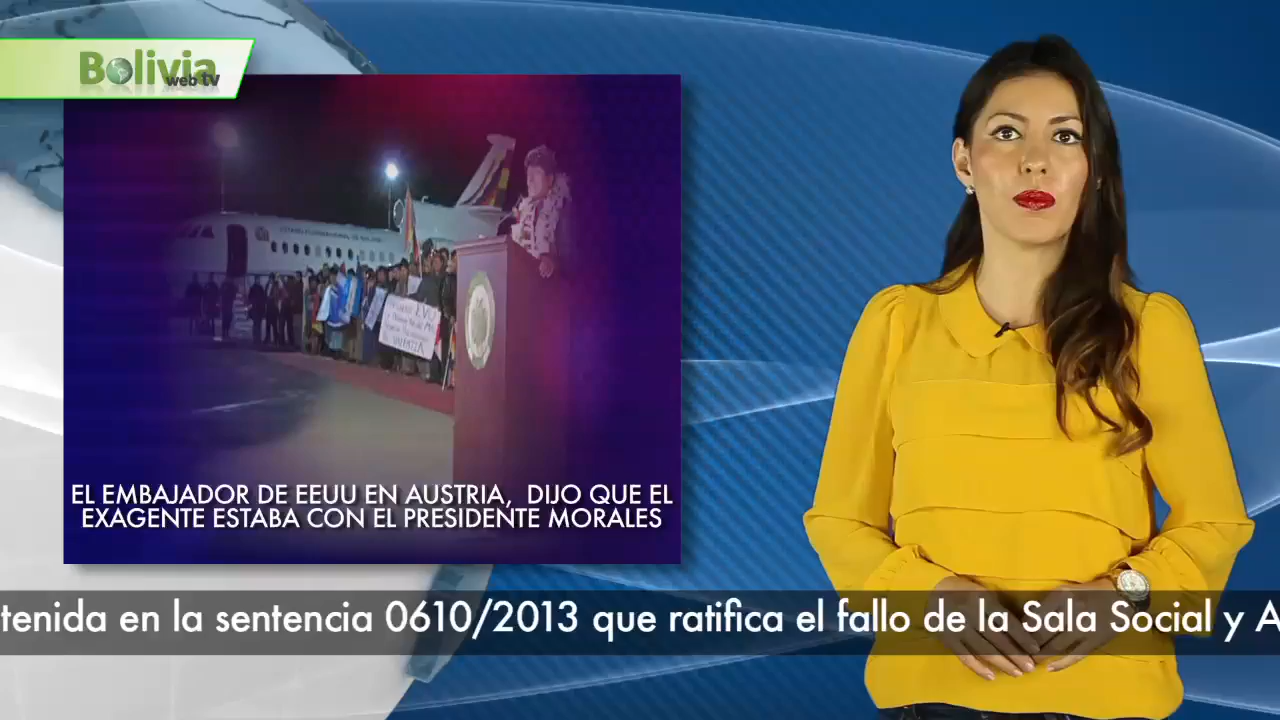 Bolivia
web tv
EL EMBAJADOR DE EEUU EN AUSTRIA, DIJO QUE EL
EXAGENTE ESTABA CON EL PRESIDENTE MORALES
tenida en la sentencia 0610/2013 que ratifica el fallo de la Sala Social y A